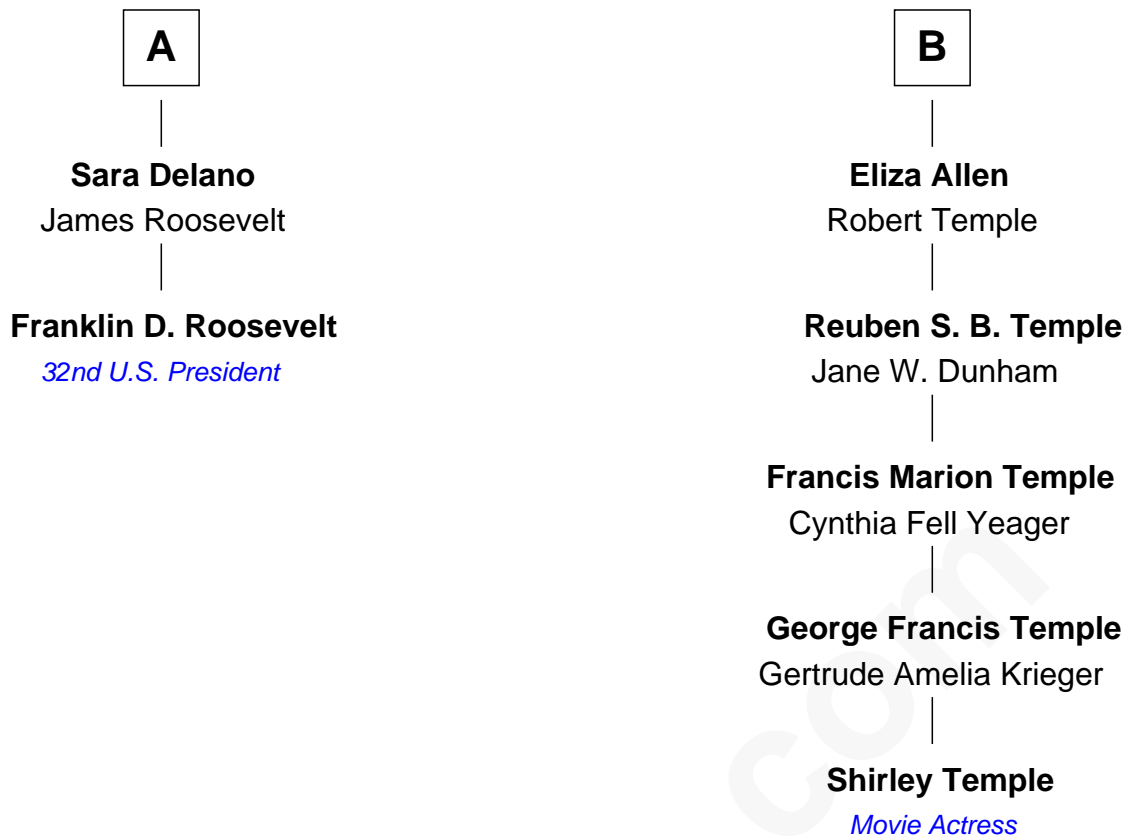 A
Sara Delano
James Roosevelt
Franklin D. Roosevelt
32nd U.S. President
B
Eliza Allen
Robert Temple
Reuben S. B. Temple
Jane W. Dunham
Francis Marion Temple
Cynthia Fell Yeager
George Francis Temple
Gertrude Amelia Krieger
Shirley Temple
Movie Actress
com